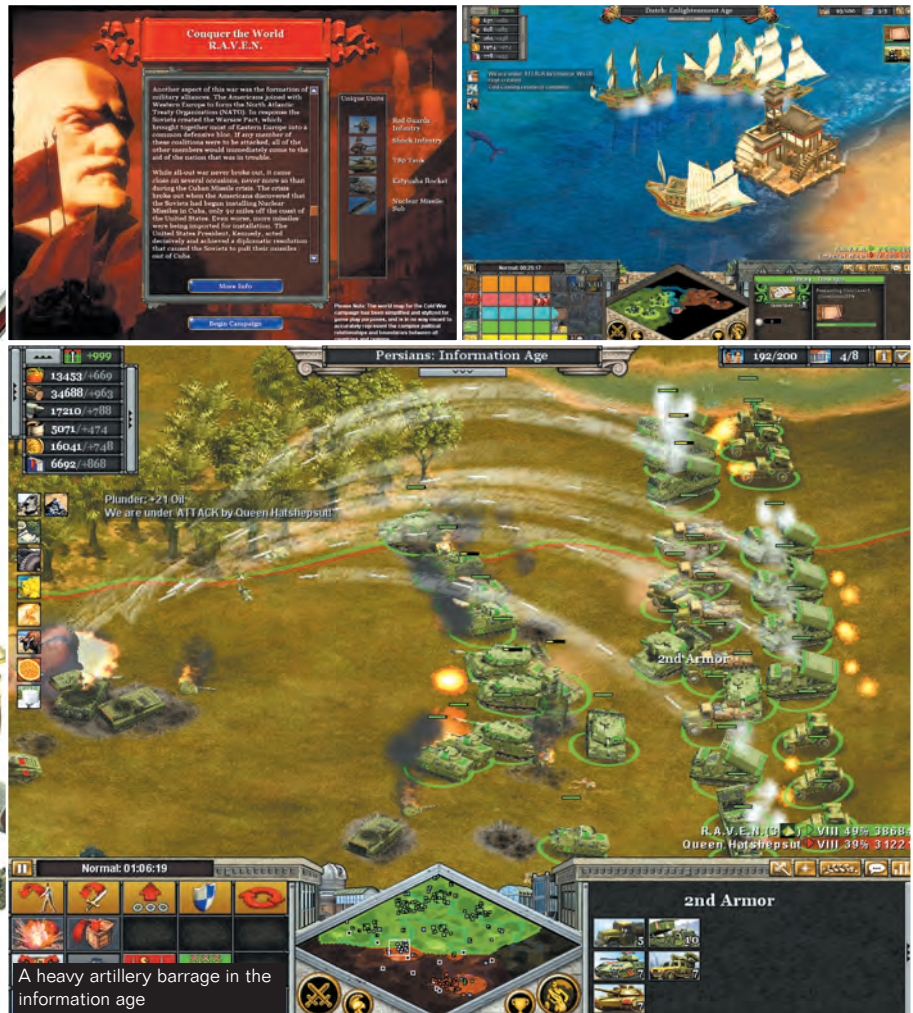 Conquer the World
R.A.V.E.N.
Another aspect of this war was the formation of
military alliances. The Americans joined with
Western Europe to form the North Atlantic
Treaty Organization (NATO). In response the
Soviets created the Warsaw Pact, which
brought together most of Eastern Europe into a
common defensive bloc. If any member of
these coalitions were to be attacked, all of the
other members would immediately come to the
aid of the nation that was in trouble.
While all-out war never broke out, it came
close on several occasions, never more so than
during the Cuban Missile crisis. The crisis
broke out when the Americans discovered that
the Soviets had begun installing Nuclear
Missiles in Cuba, only 90 miles off the coast of
the United States. Even worse, more missiles
were being imported for installation. The
United States President, Kennedy, acted
decisively and achieved a diplomatic resolution
that caused the Soviets to pull their missiles
out of Cuba.
More Info
Begin Campaign
Unique Units
Red Guards
Infantry
Shock Infantry
T80 Tank
Katyusha Rocket
Nuclear Missile
Sub
Please Note: The world map for the Cold War
campaign has been simplified and stylized for
game play purposes, and is in no way meant to
accurately represent the complex political
relationships and boundaries between all
Dutch: Enlightenment Age
Normal: 00:25:17
+999
Persians: Information Age
192/200
4/8
13453/+669
34688/+963
17210/+788
5071/+474
16041/+748
6692/+868
Plunder: +21 Oil
We are under ATTACK by Queen Hatshepsut!
2nd Armor
R.A.V.E.N.(3 ) VIII 49% 3868
Queen Hatshepsut VIII 39% 3122
Normal: 01:06:19
2nd Armor
5
10
7
7
7
A heavy artillery barrage in the
information age